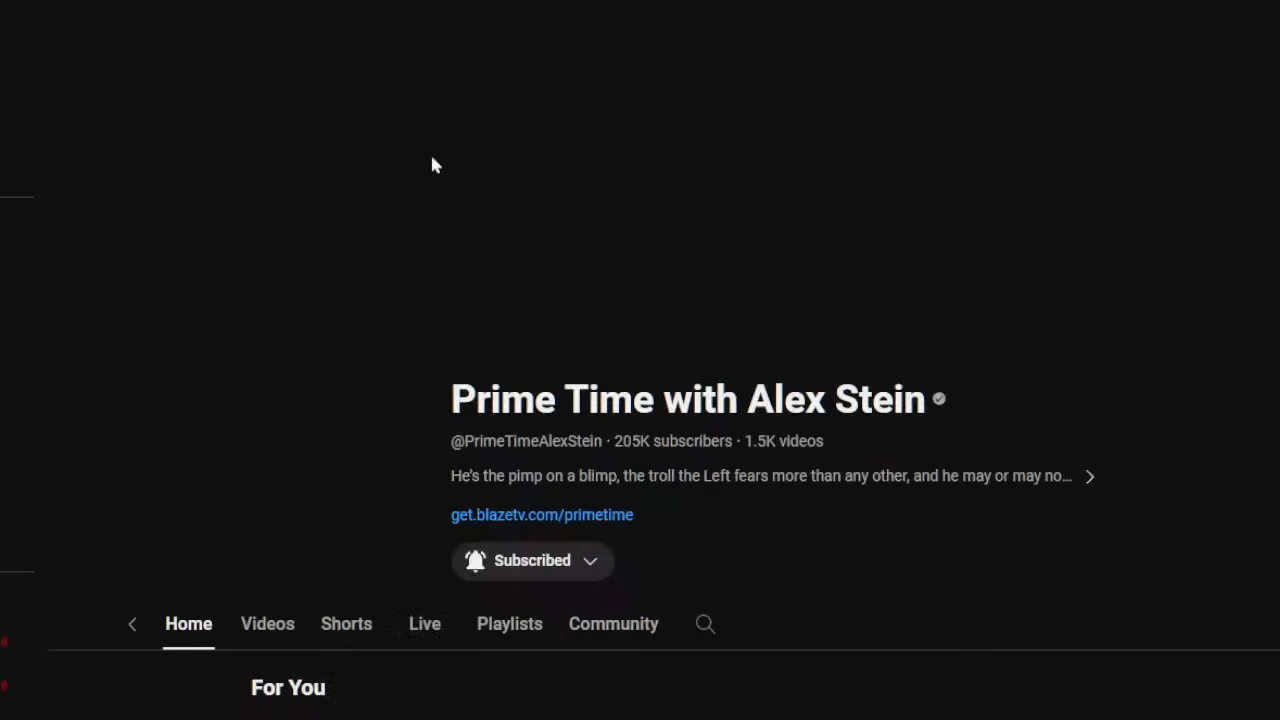 Prime Time with Alex Stein
@PrimeTimeAlexStein · 205K subscribers · 1.5K videos
He's the pimp on a blimp, the troll the Left fears more than any other, and he may or may no...
get.blazetv.com/primetime
Subscribed
Home Videos Shorts Live Playlists Community
For You